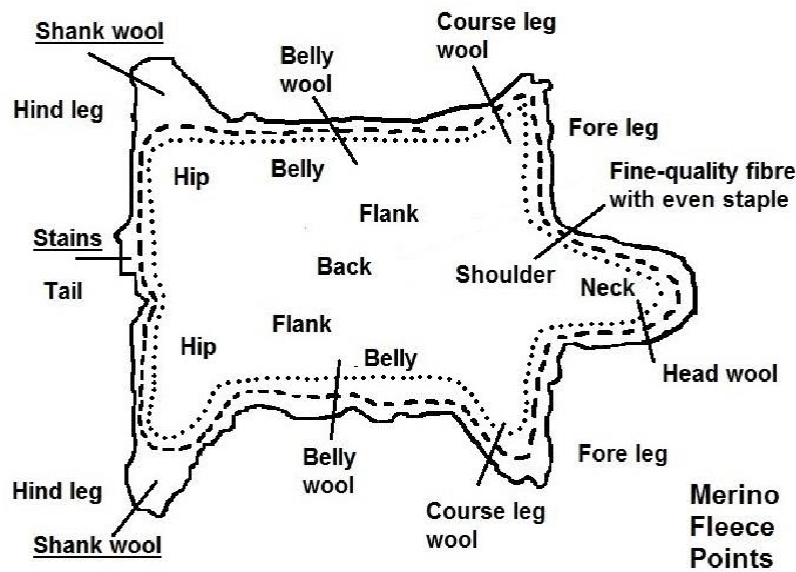 Shank wool
Course leg
wool
Belly
wool
Hind leg
Fore leg
Hip
Belly
Fine-quality fibre
with even staple
Flank
Stains
Back
Shoulder
Tail
Neck
Flank
Hip
Belly
Head wool
Belly
wool
Fore leg
Hind leg
Course leg
wool
Shank wool
Merino
Fleece
Points